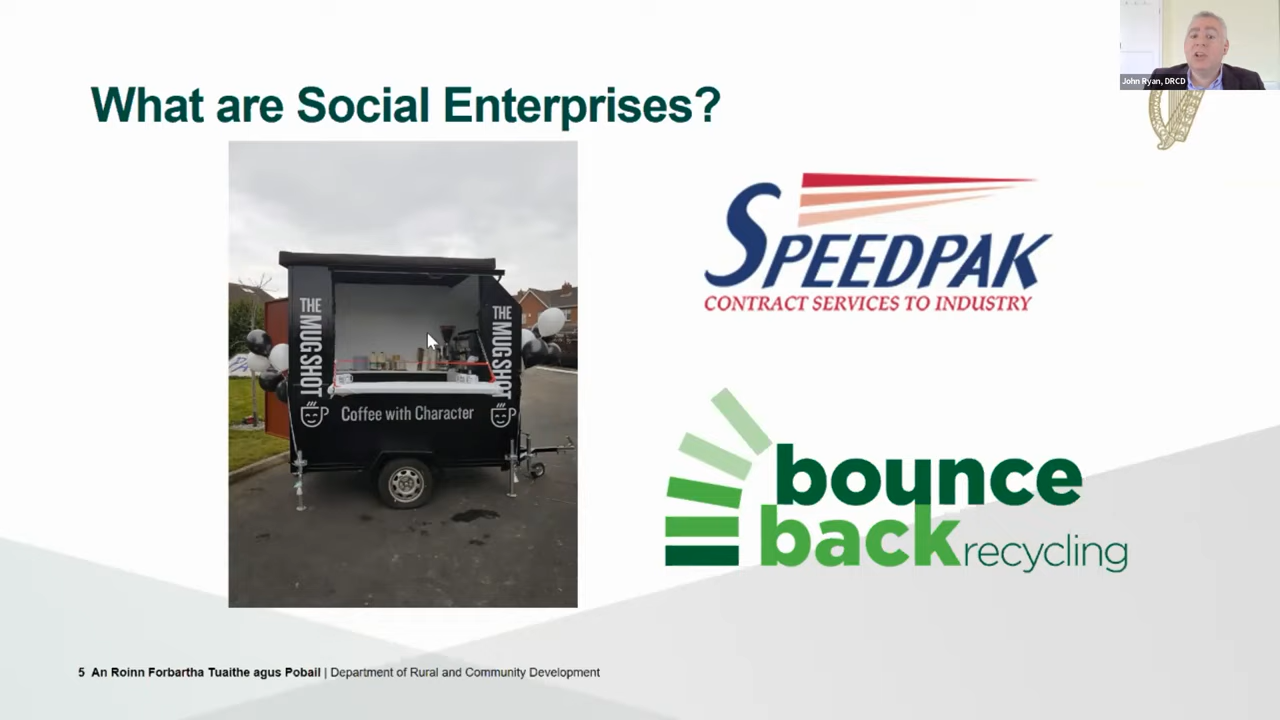 What are Social Enterprises?
John Ryan, DRCD
THE MUGSHOT
THE MUGSHOT
Coffee with Character
SPEEDPAK
CONTRACT SERVICES TO INDUSTRY
bounce
back recycling
5 An Roinn Forbartha Tuaithe agus Pobail | Department of Rural and Community Development